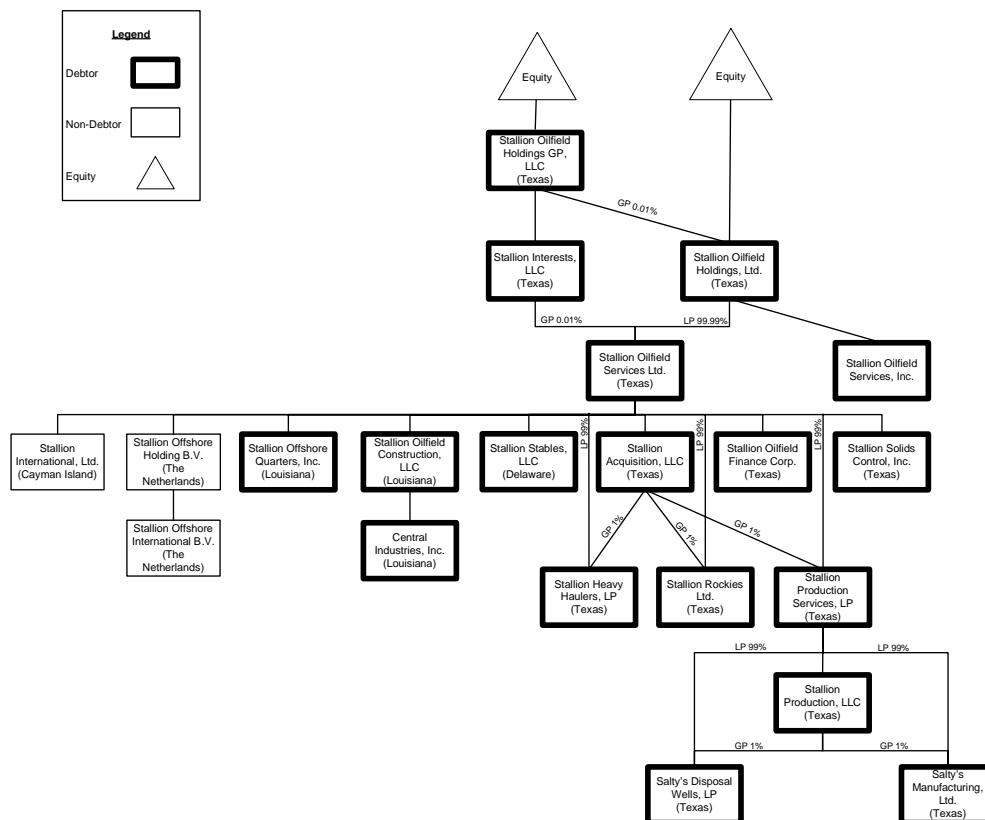 Legend
Debtor
Non-Debtor
Equity
Equity
Equity
Stallion Oilfield
Holdings GP,
LLC
(Texas)
GP 0.01%
Stallion Interests,
LLC
(Texas)
Stallion Oilfield
Holdings, Ltd.
(Texas)
GP 0.01%
LP 99.99%
Stallion Oilfield
Services Ltd.
(Texas)
Stallion Oilfield
Services, Inc.
Stallion
International, Ltd.
(Cayman Island)
Stallion Offshore
Holding B.V.
(The
Netherlands)
Stallion Offshore
Quarters, Inc.
(Louisiana)
Stallion Oilfield
Construction,
LLC
(Louisiana)
Stallion Stables,
LLC
(Delaware)
LP 99%
Stallion
Acquisition, LLC
(Texas)
LP 99%
Stallion Oilfield
Finance Corp.
(Texas)
LP 99%
Stallion Solids
Control, Inc.
(Texas)
Stallion Offshore
International B.V.
(The
Netherlands)
Central
Industries, Inc.
(Louisiana)
GP 1%
GP 1%
GP 1%
Stallion Heavy
Haulers, LP
(Texas)
Stallion Rockies
Ltd.
(Texas)
Stallion
Production
Services, LP
(Texas)
LP 99%
LP 99%
Stallion
Production, LLC
(Texas)
GP 1%
GP 1%
Salty's Disposal
Wells, LP
(Texas)
Salty's
Manufacturing,
Ltd.
(Texas)